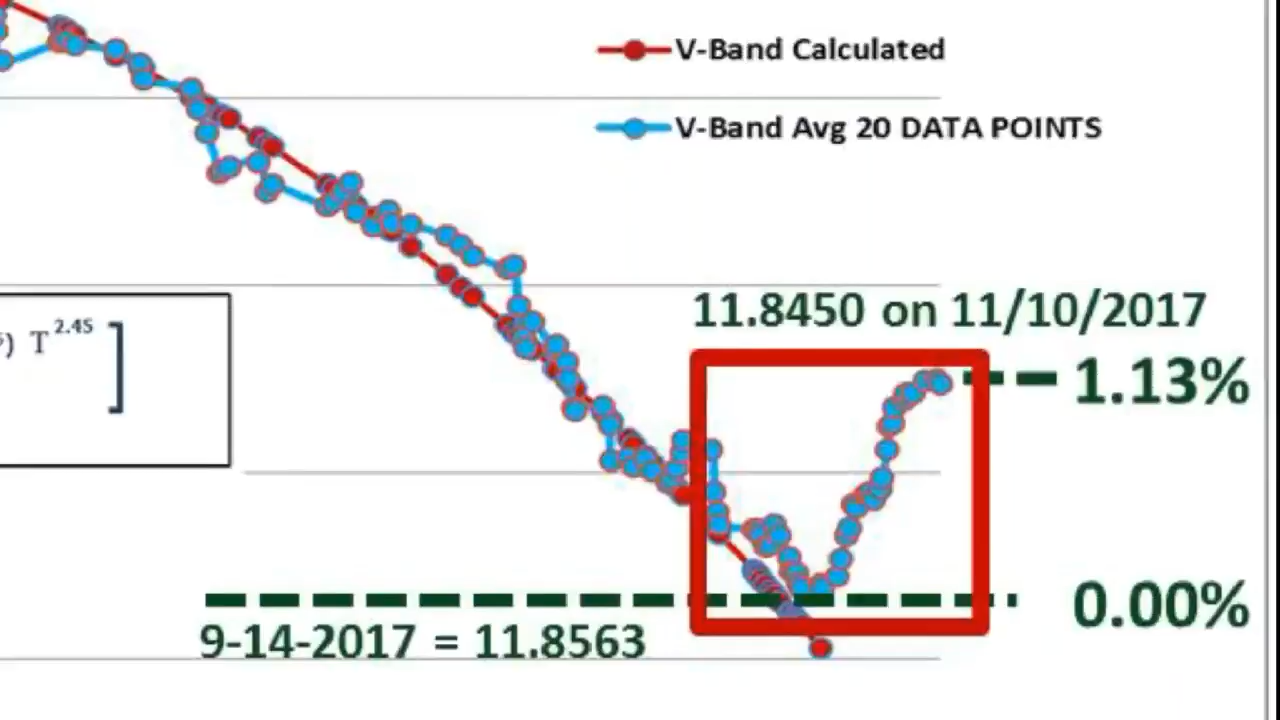 V-Band Calculated
V-Band Avg 20 DATA POINTS
11.8450 on 11/10/2017
) T^2.45 ]
1.13%
0.00%
9-14-2017 = 11.8563